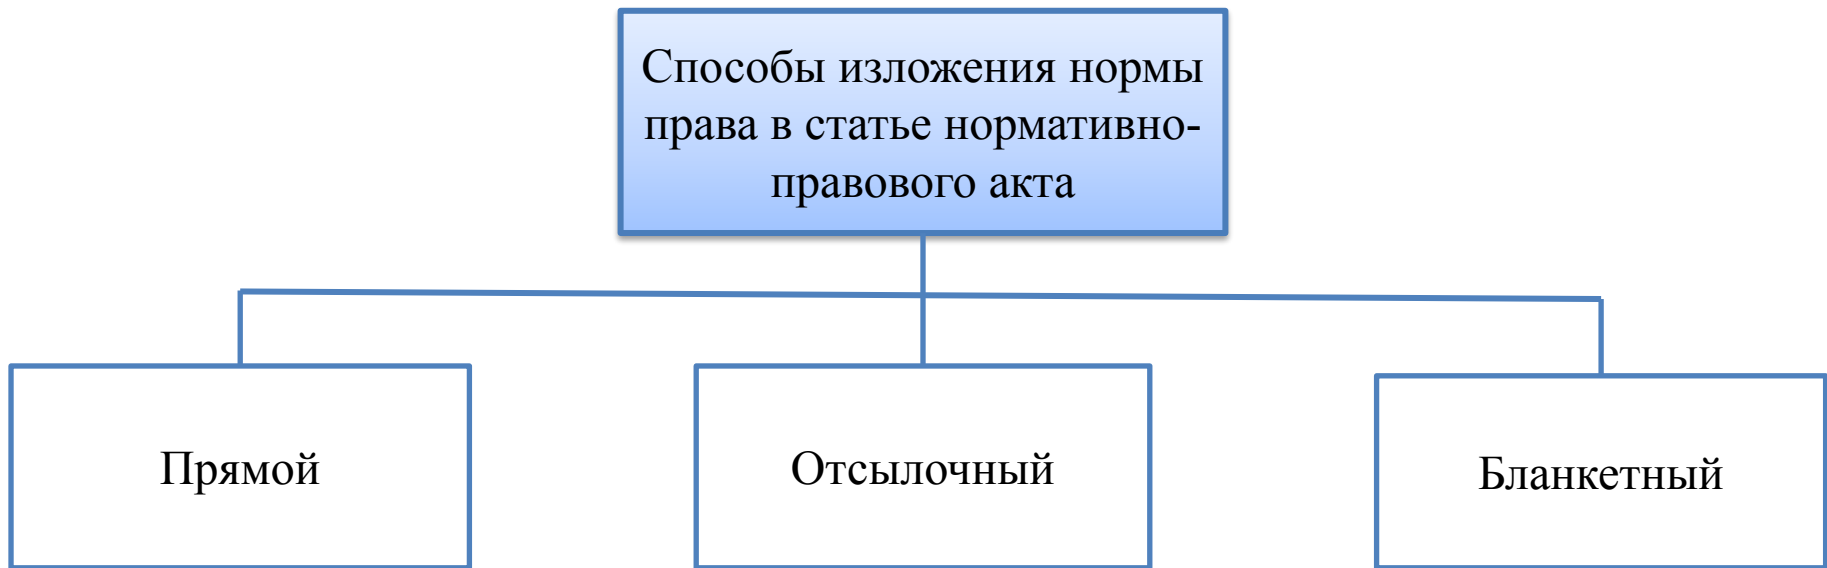 Способы изложения нормы
права в статье нормативно-
правового акта
Прямой
Отсылочный
Бланкетный